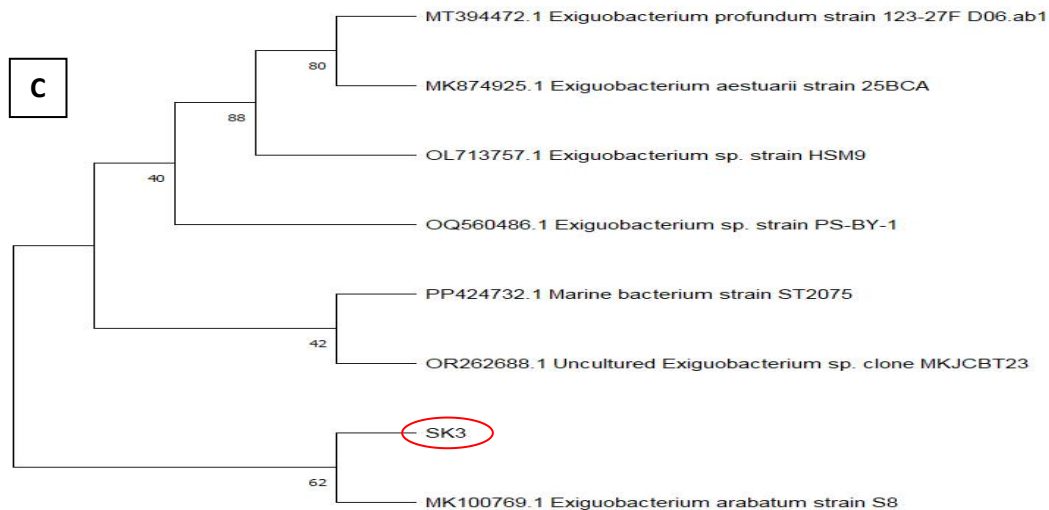 MT394472.1 Exiguobacterium profundum strain 123-27F D06.ab1
80
C
MK874925.1 Exiguobacterium aestuarii strain 25BCA
88
OL713757.1 Exiguobacterium sp. strain HSM9
40
OQ560486.1 Exiguobacterium sp. strain PS-BY-1
PP424732.1 Marine bacterium strain ST2075
42
OR262688.1 Uncultured Exiguobacterium sp. clone MKJCBT23
SK3
62
MK100769.1 Exiguobacterium arabatum strain S8